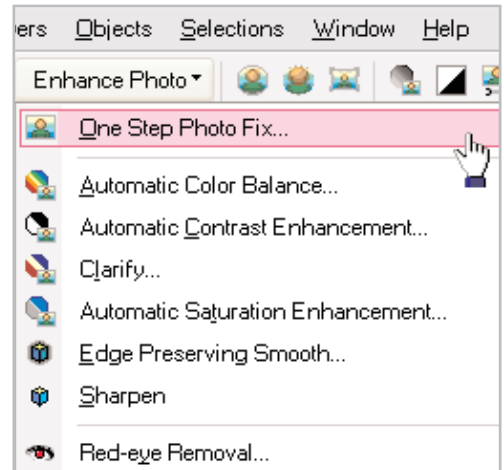 ers Objects Selections Window Help
Enhance Photo
One Step Photo Fix...
Automatic Color Balance...
Automatic Contrast Enhancement...
Clarify...
Automatic Saturation Enhancement...
Edge Preserving Smooth...
Sharpen
Red-eye Removal...